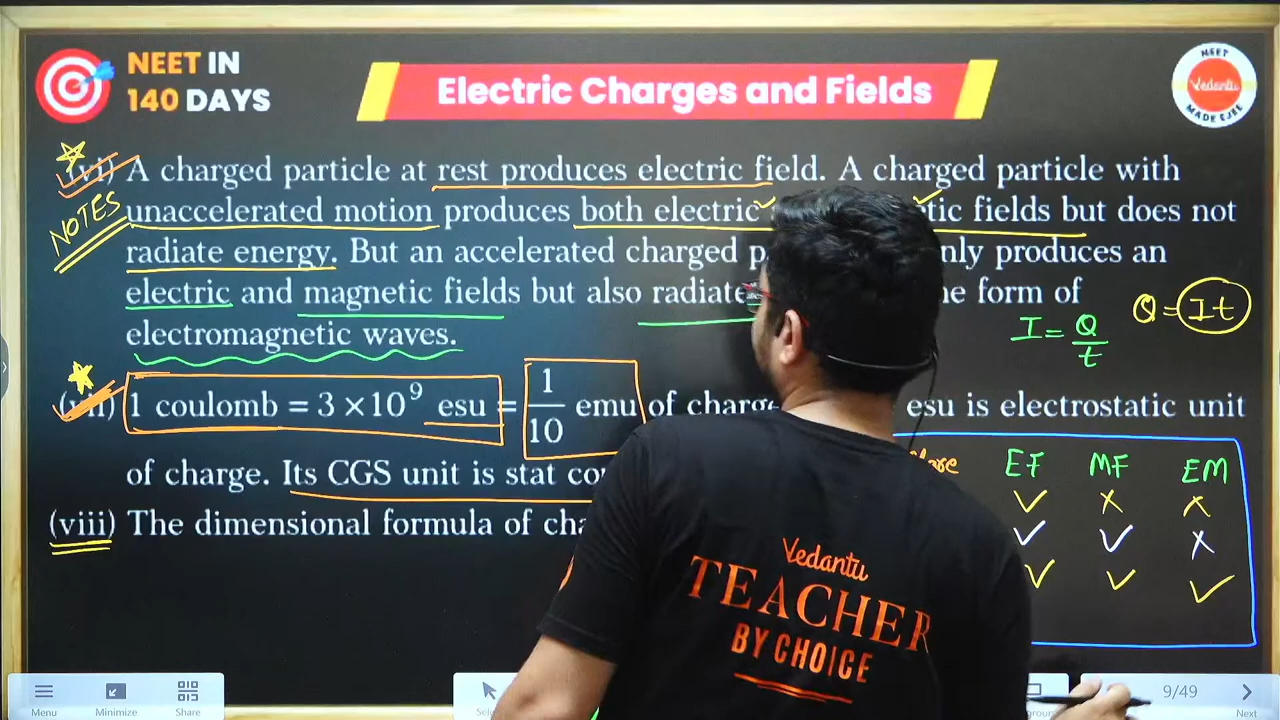 NEET IN
140 DAYS
Electric Charges and Fields
NEET
Vedantu
MADE EJEE
(vi) A charged particle at rest produces electric field. A charged particle with
NOTES
unaccelerated motion produces both electric tic fields but does not
radiate energy. But an accelerated charged p nly produces an
electric and magnetic fields but also radiate he form of
electromagnetic waves.
I = Q/t
Q = It
(vii) 1 coulomb = 3 × 10⁹ esu = 1/10 emu of charge esu is electrostatic unit
of charge. Its CGS unit is stat co
(viii) The dimensional formula of cha
EF MF EM
✓ × ×
✓ ✓ ×
✓ ✓ ✓
Vedantu
TEACHER
BY CHOICE
Menu
Minimize
Share
9/49
Next